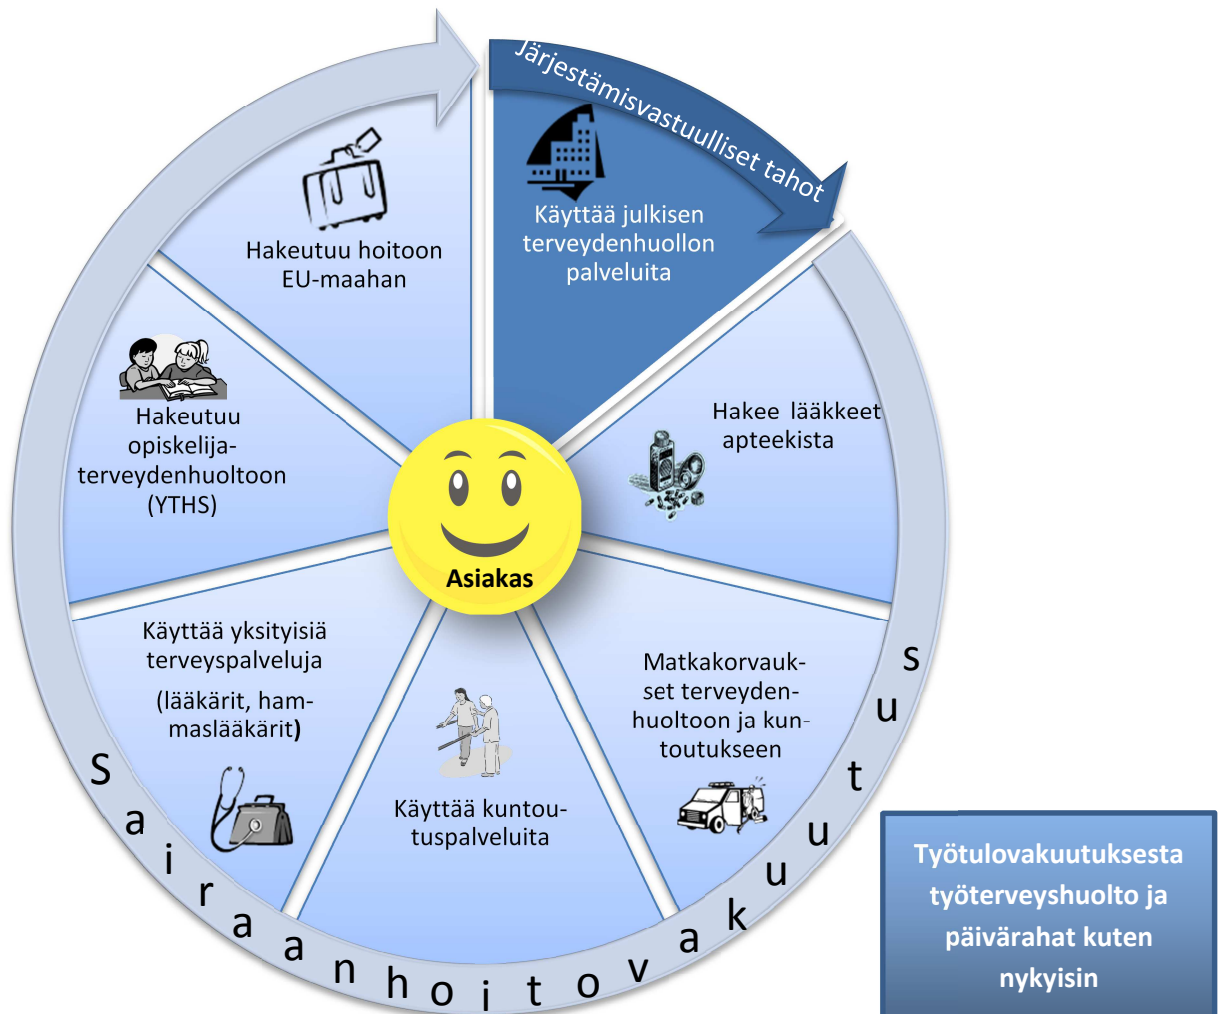 Järjestämisvastuulliset tahot
Käyttää julkisen
terveydenhuollon
palveluita
Hakeutuu hoitoon
EU-maahan
Hakee lääkkeet
apteekista
Hakeutuu
opiskelija-
terveydenhuoltoon
(YTHS)
Asiakas
Käyttää yksityisiä
terveyspalveluja
(lääkärit, ham-
maslääkärit)
Käyttää kuntou-
tuspalveluita
Matkakorvauk-
set terveyden-
huoltoon ja kun-
toutukseen
Sairaanhoitovakuutus
Työtulovakuutuksesta
työterveyshuolto ja
päivärahat kuten
nykyisin